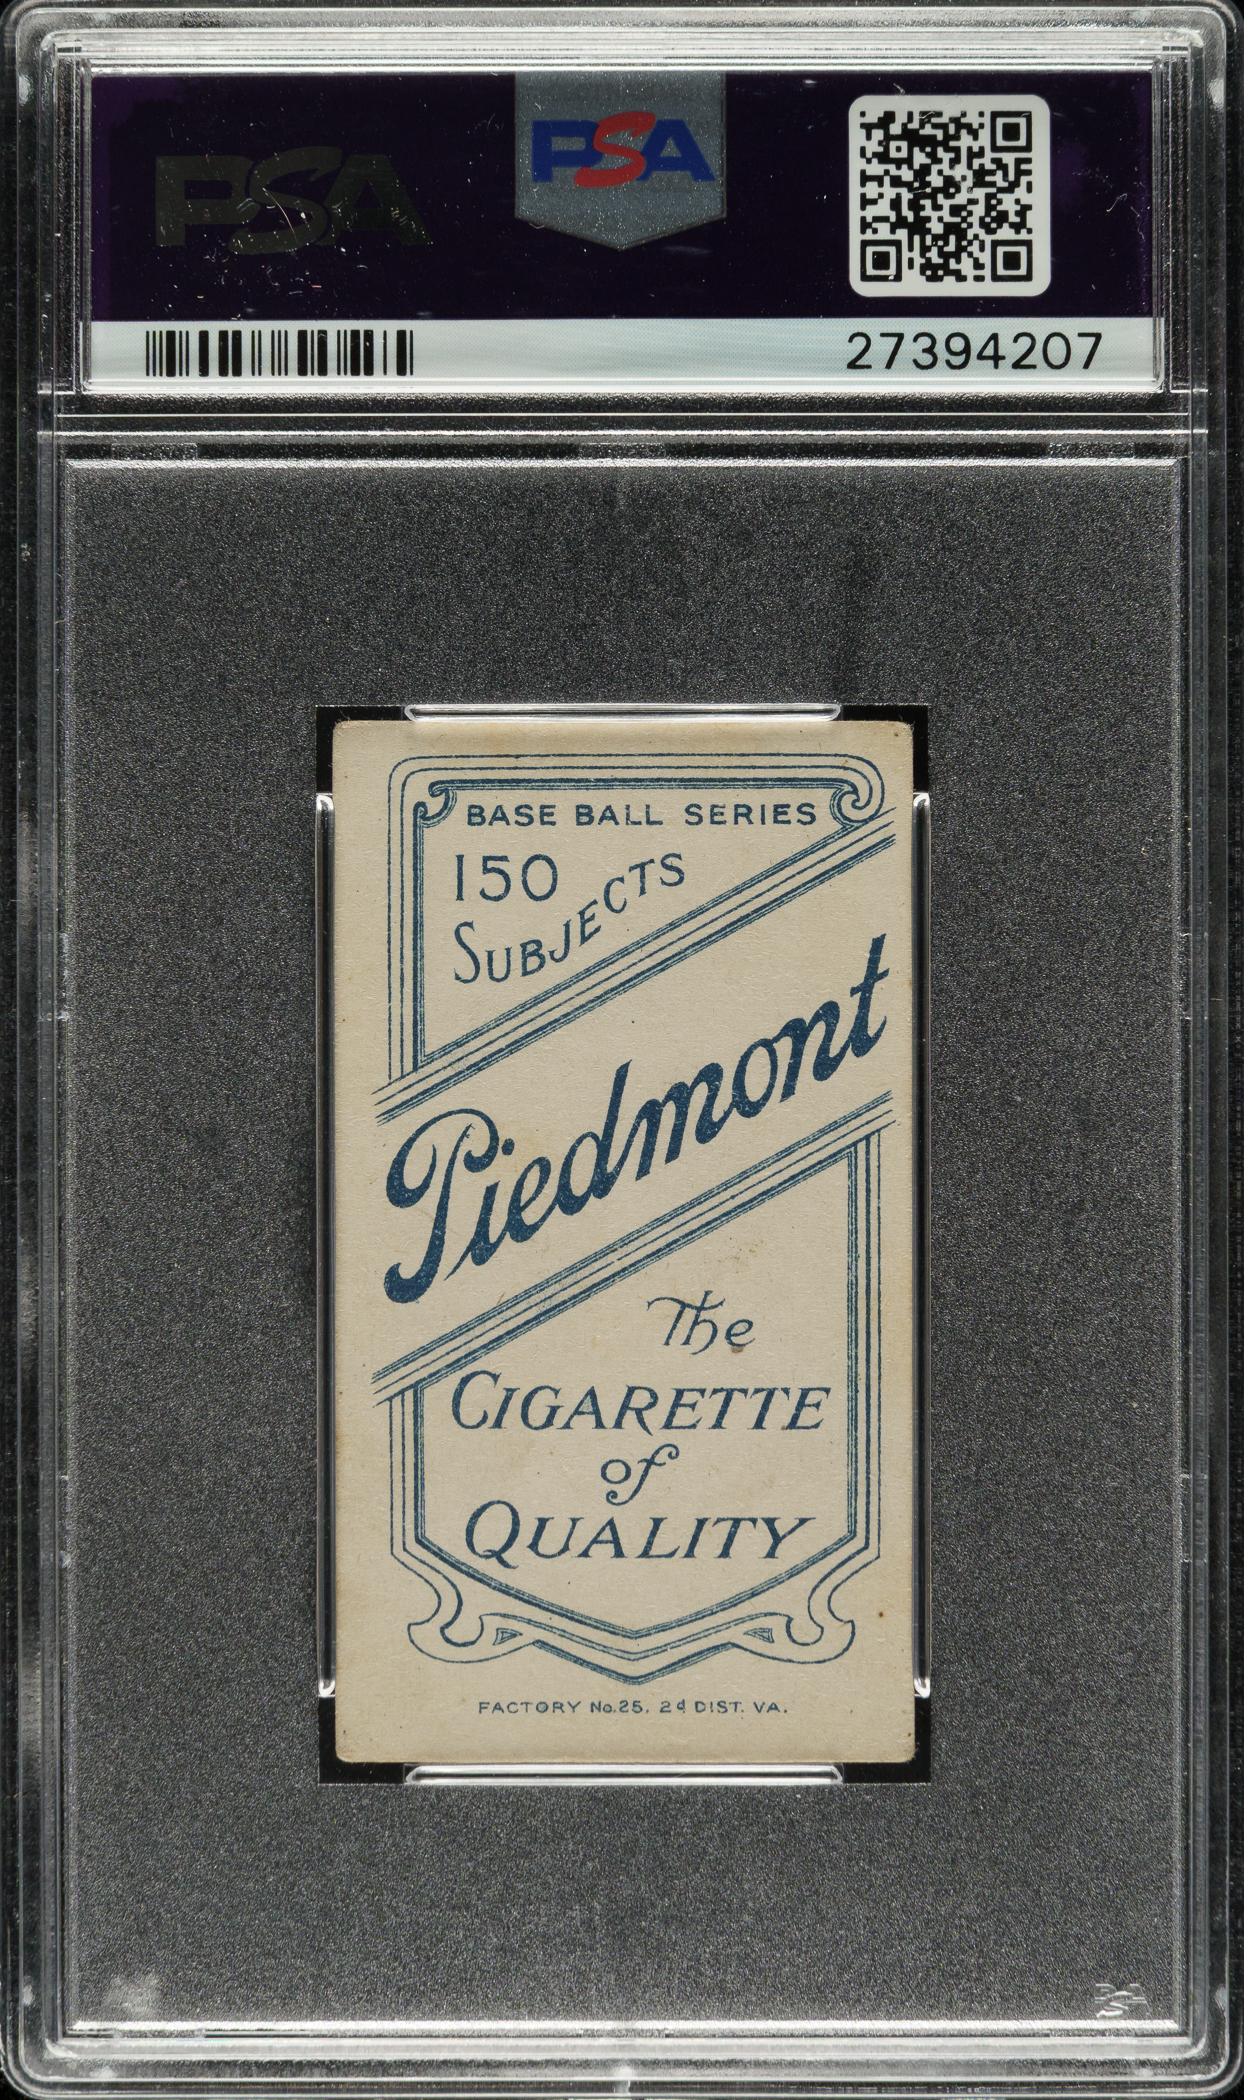 PSA
PSA
27394207
BASE BALL SERIES
150
SUBJECTS
Piedmont
The
CIGARETTE
of
QUALITY
FACTORY No. 25, 2d DIST. VA.
PSA